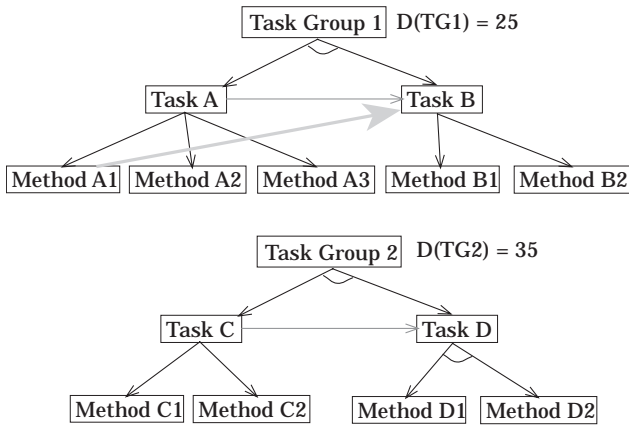 Task Group 1 D(TG1) = 25
Task A Task B
Method A1 Method A2 Method A3 Method B1 Method B2
Task Group 2 D(TG2) = 35
Task C Task D
Method C1 Method C2 Method D1 Method D2